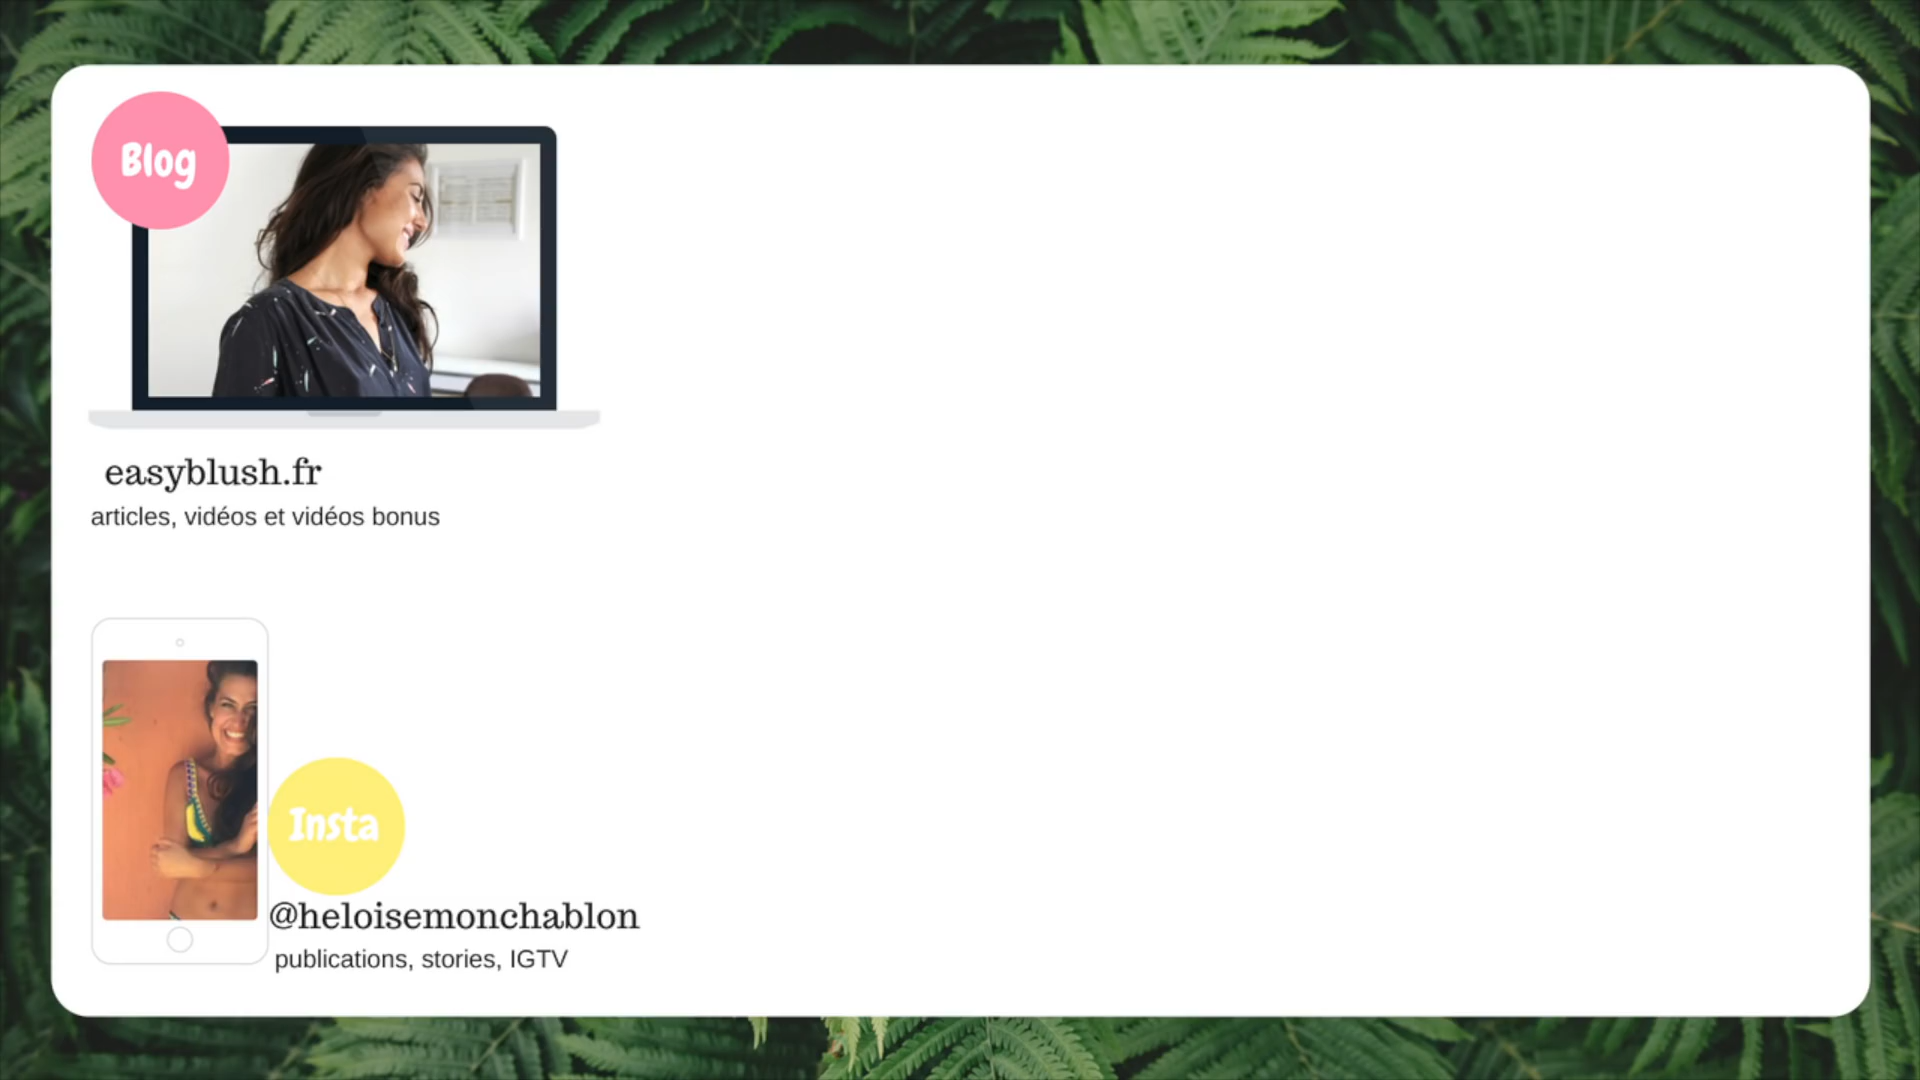 Blog
easyblush.fr
articles, vidéos et vidéos bonus
Insta
@heloisemonchablon
publications, stories, IGTV